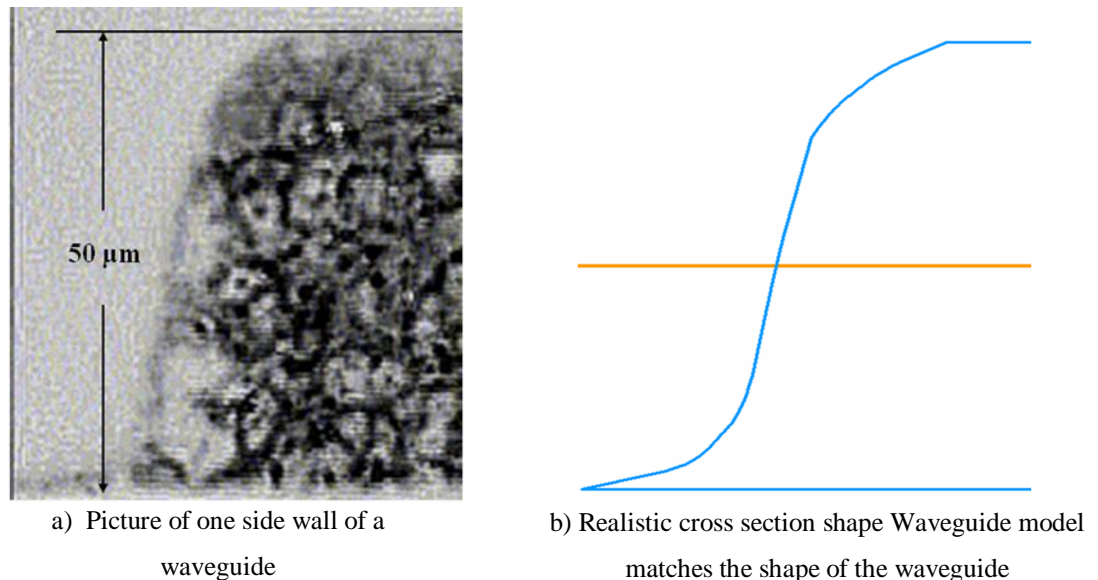 50 µm
a) Picture of one side wall of a
waveguide
b) Realistic cross section shape Waveguide model
matches the shape of the waveguide